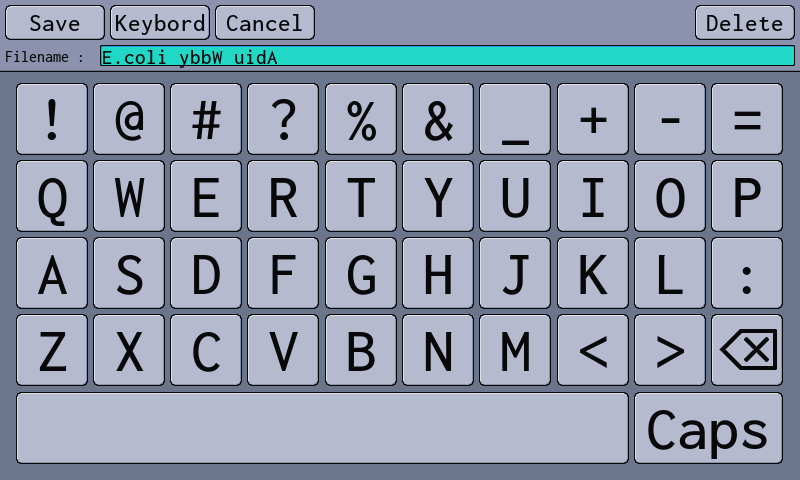 Save Keybord Cancel Delete
Filename : E.coli ybbW uidA
! @ # ? % & _ + - =
Q W E R T Y U I O P
A S D F G H J K L :
Z X C V B N M < > ⌫
Caps